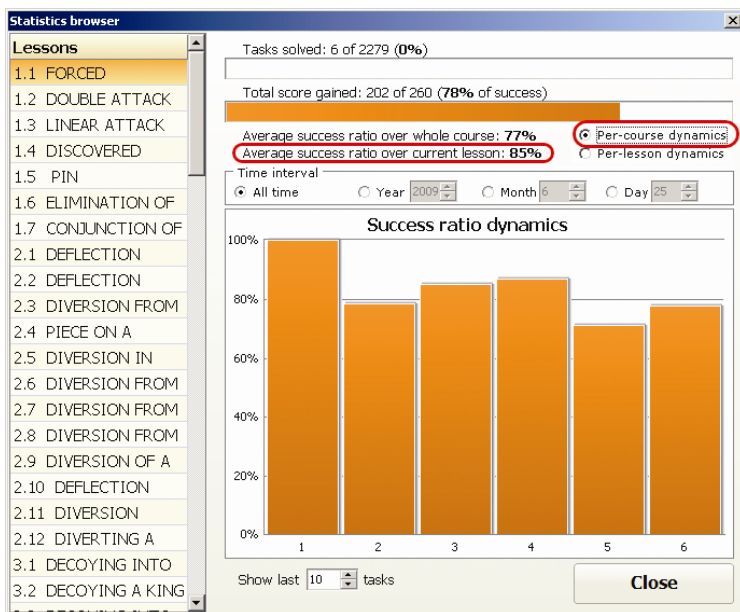 Statistics browser
Lessons
1.1 FORCED
1.2 DOUBLE ATTACK
1.3 LINEAR ATTACK
1.4 DISCOVERED
1.5 PIN
1.6 ELIMINATION OF
1.7 CONJUNCTION OF
2.1 DEFLECTION
2.2 DEFLECTION
2.3 DIVERSION FROM
2.4 PIECE ON A
2.5 DIVERSION IN
2.6 DIVERSION FROM
2.7 DIVERSION FROM
2.8 DIVERSION FROM
2.9 DIVERSION OF A
2.10 DEFLECTION
2.11 DIVERSION
2.12 DIVERTING A
3.1 DECOYING INTO
3.2 DECOYING A KING
Tasks solved: 6 of 2279 (0%)
Total score gained: 202 of 260 (78% of success)
Average success ratio over whole course: 77%
Average success ratio over current lesson: 85%
Per-course dynamics
Per-lesson dynamics
Time interval
All time Year 2009 Month 6 Day 25
Success ratio dynamics
100%
80%
60%
40%
20%
0%
1 2 3 4 5 6
Show last 10 tasks
Close